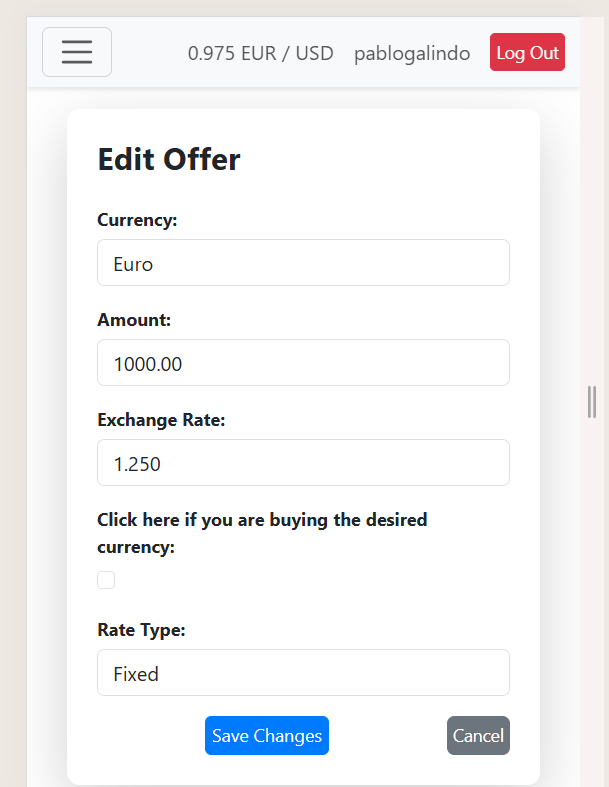 0.975 EUR / USD pablogalindo Log Out
Edit Offer
Currency:
Euro
Amount:
1000.00
Exchange Rate:
1.250
Click here if you are buying the desired
currency:
Rate Type:
Fixed
Save Changes Cancel